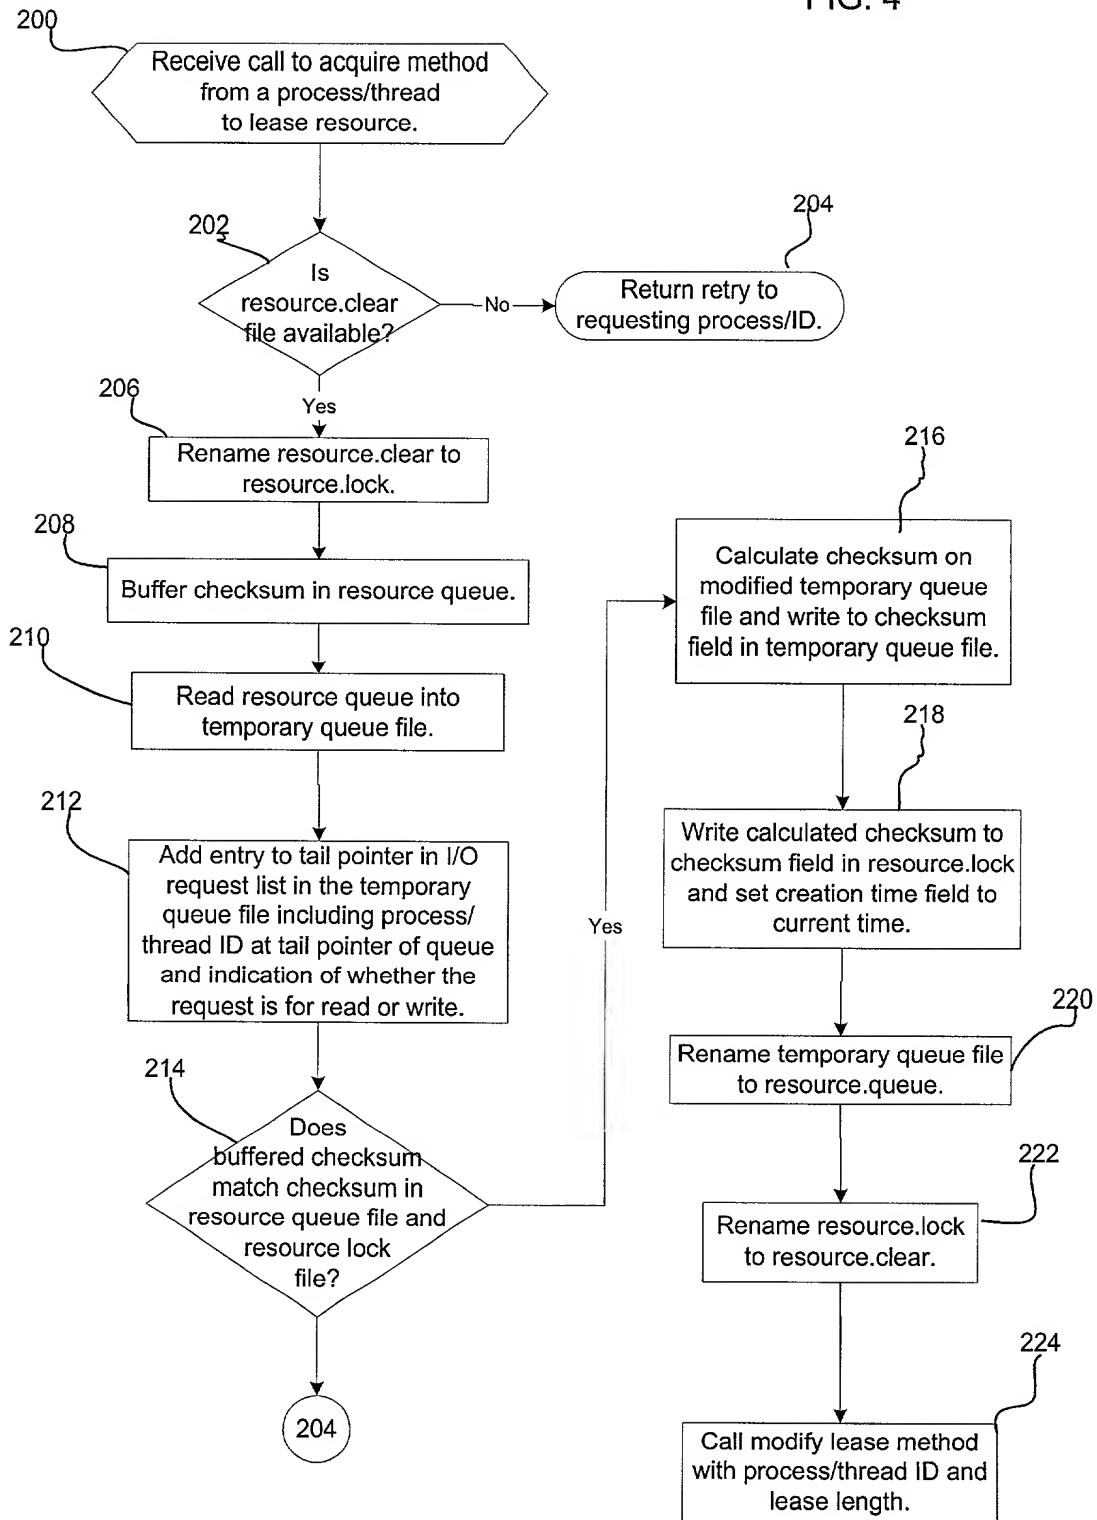 FIG. 4
200
Receive call to acquire method
from a process/thread
to lease resource.
202
Is
resource.clear
file available?
No
204
Return retry to
requesting process/ID.
Yes
206
Rename resource.clear to
resource.lock.
208
Buffer checksum in resource queue.
210
Read resource queue into
temporary queue file.
212
Add entry to tail pointer in I/O
request list in the temporary
queue file including process/
thread ID at tail pointer of queue
and indication of whether the
request is for read or write.
214
Does
buffered checksum
match checksum in
resource queue file and
resource lock
file?
204
Yes
216
Calculate checksum on
modified temporary queue
file and write to checksum
field in temporary queue file.
218
Write calculated checksum to
checksum field in resource.lock
and set creation time field to
current time.
220
Rename temporary queue file
to resource.queue.
222
Rename resource.lock
to resource.clear.
224
Call modify lease method
with process/thread ID and
lease length.